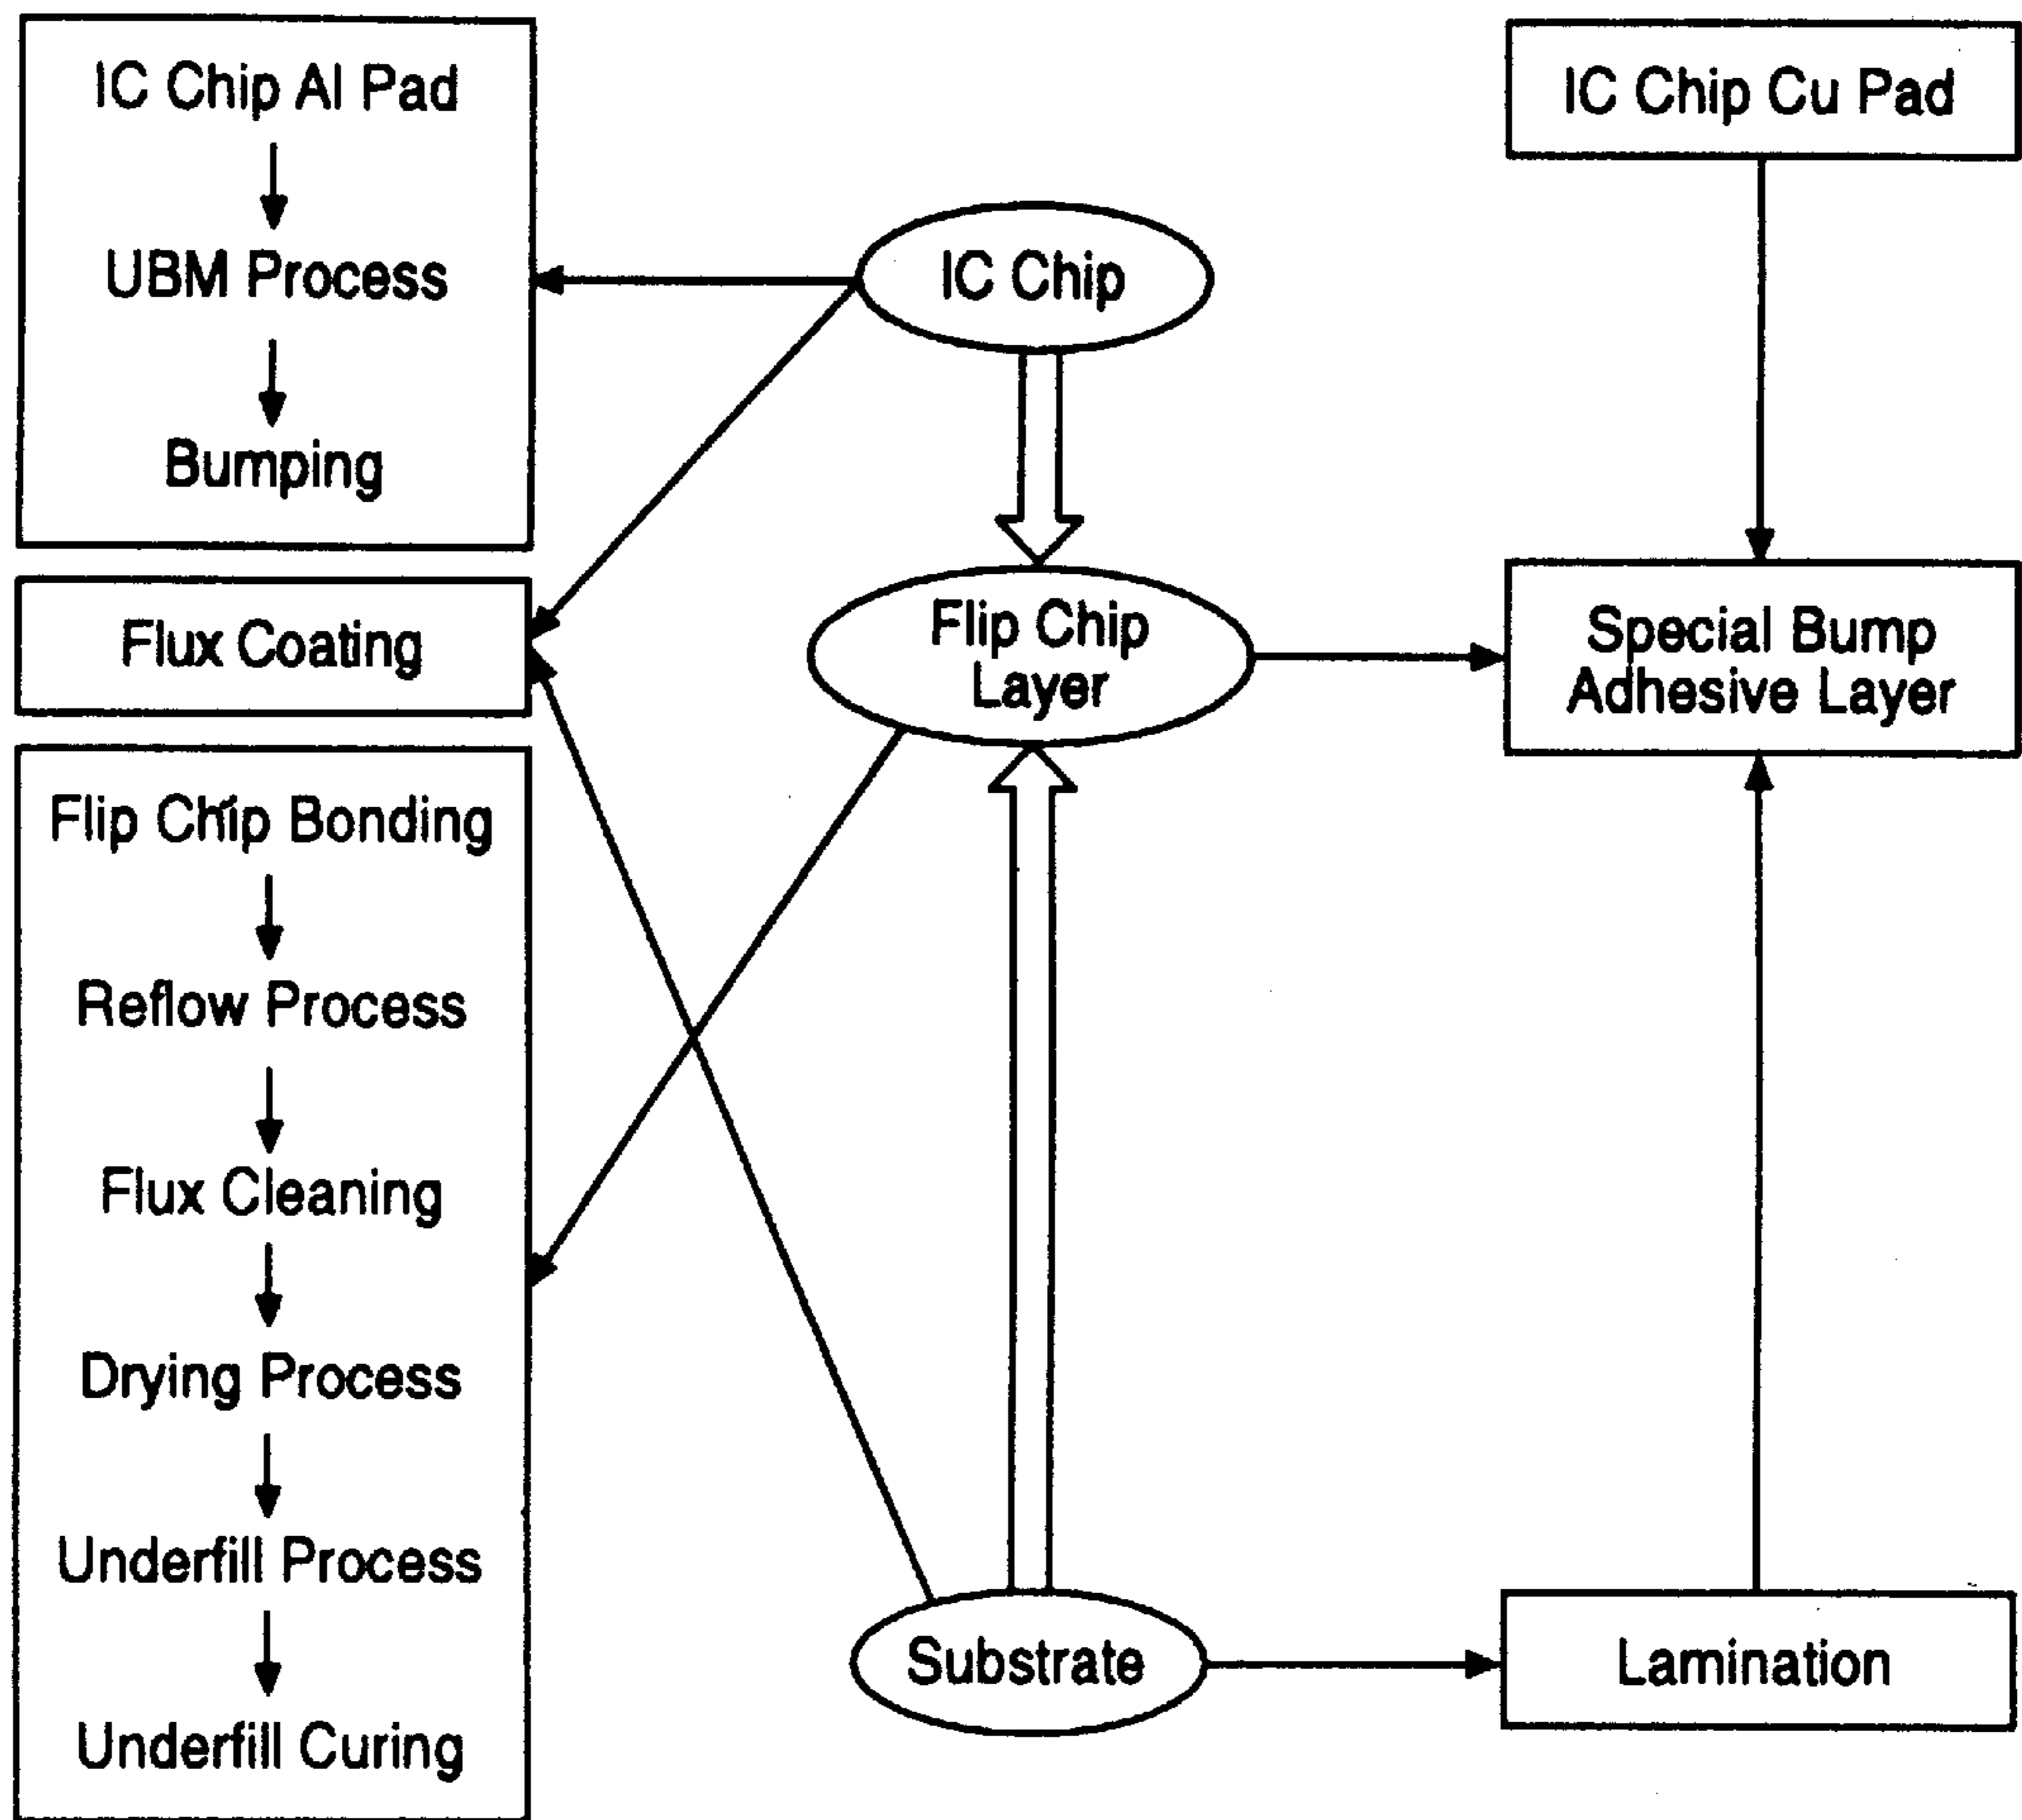 IC Chip Al Pad
UBM Process
Bumping
Flux Coating
Flip Chip Bonding
Reflow Process
Flux Cleaning
Drying Process
Underfill Process
Underfill Curing
IC Chip
Flip Chip
Layer
Substrate
IC Chip Cu Pad
Special Bump
Adhesive Layer
Lamination